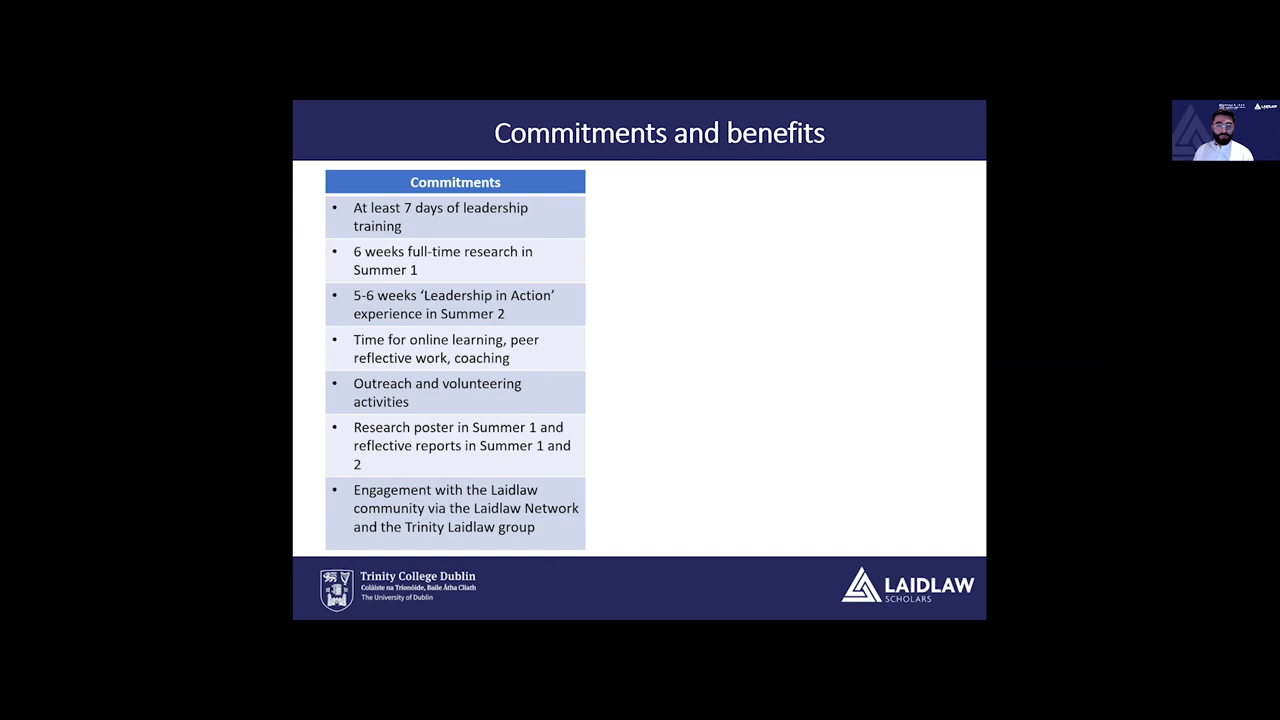 Commitments and benefits
Commitments
• At least 7 days of leadership
training
• 6 weeks full-time research in
Summer 1
• 5-6 weeks ‘Leadership in Action’
experience in Summer 2
• Time for online learning, peer
reflective work, coaching
• Outreach and volunteering
activities
• Research poster in Summer 1 and
reflective reports in Summer 1 and
2
• Engagement with the Laidlaw
community via the Laidlaw Network
and the Trinity Laidlaw group
Trinity College Dublin
Coláiste na Tríonóide, Baile Átha Cliath
The University of Dublin
LAIDLAW
SCHOLARS
LAIDLAW